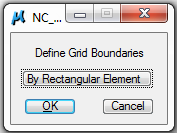 NC_...
Define Grid Boundaries
By Rectangular Element
OK
Cancel